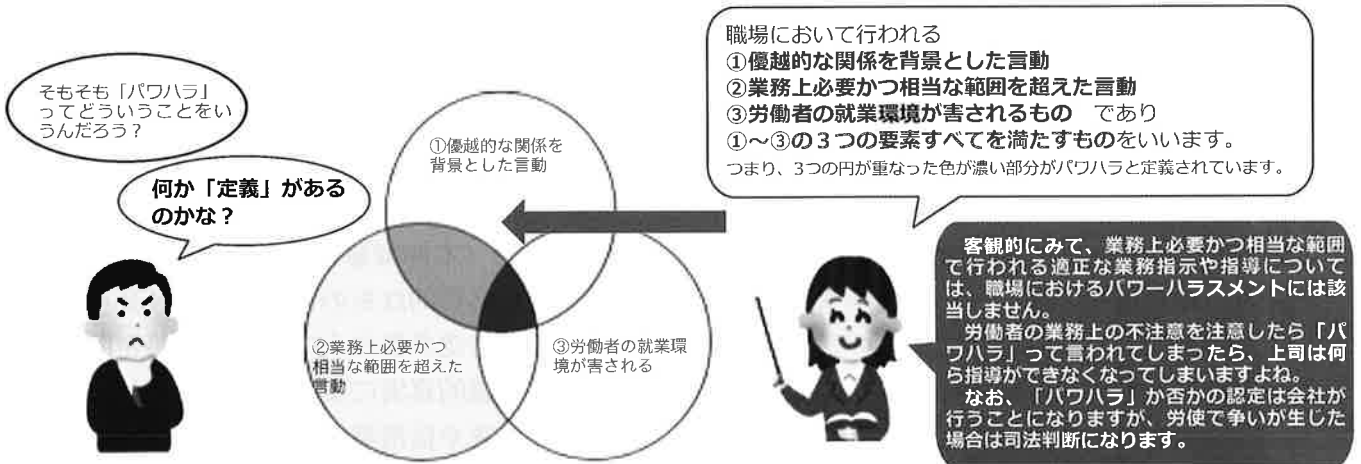 そもそも「パワハラ」
ってどういうことをい
うんだろう？
何か「定義」がある
のかな？
①優越的な関係を
背景とした言動
②業務上必要かつ
相当な範囲を超えた
言動
③労働者の就業環
境が害される
職場において行われる
①優越的な関係を背景とした言動
②業務上必要かつ相当な範囲を超えた言動
③労働者の就業環境が害されるもの　であり
①～③の３つの要素すべてを満たすものをいいます。
つまり、３つの円が重なった色が濃い部分がパワハラと定義されています。
客観的にみて、業務上必要かつ相当な範囲
で行われる適正な業務指示や指導について
は、職場におけるパワーハラスメントには該
当しません。
労働者の業務上の不注意を注意したら「パ
ワハラ」って言われてしまったら、上司は何
ら指導ができなくなってしまいますよね。
なお、「パワハラ」か否かの認定は会社が
行うことになりますが、労使で争いが生じた
場合は司法判断になります。